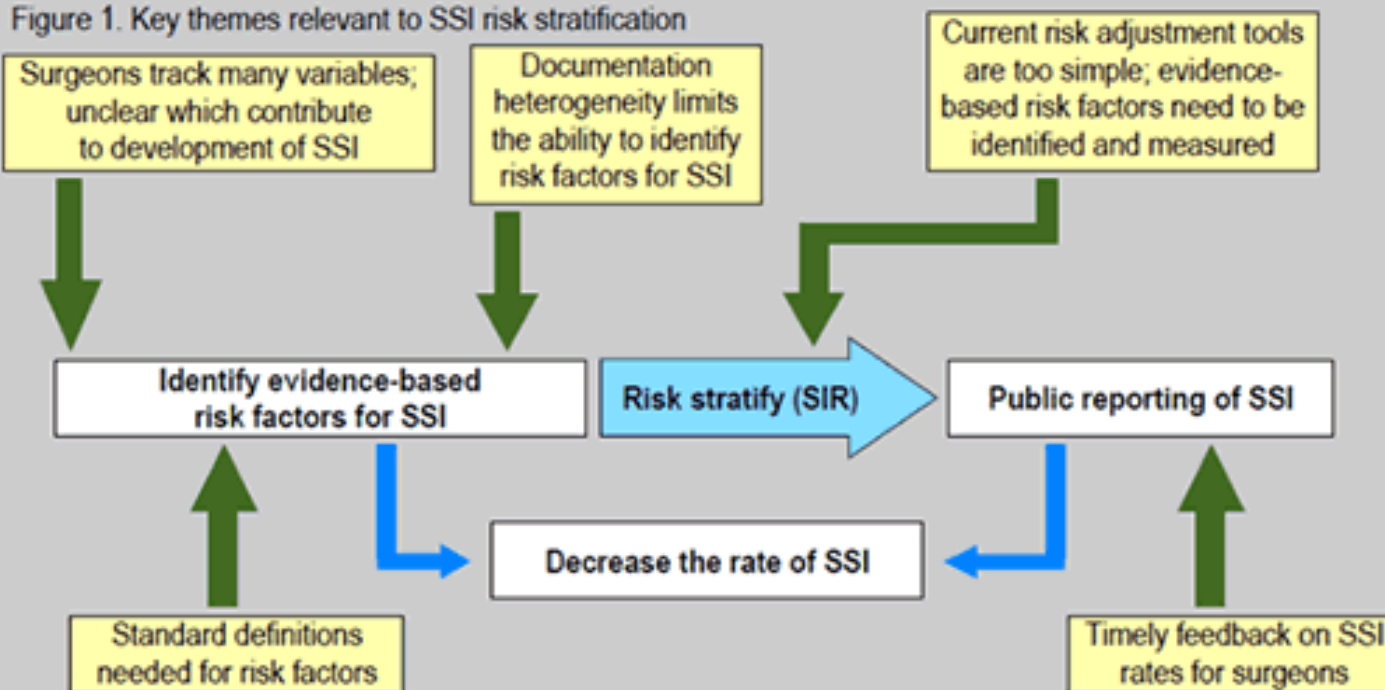 Figure 1. Key themes relevant to SSI risk stratification
Surgeons track many variables;
unclear which contribute
to development of SSI
Documentation
heterogeneity limits
the ability to identify
risk factors for SSI
Current risk adjustment tools
are too simple; evidence-
based risk factors need to be
identified and measured
Identify evidence-based
risk factors for SSI
Risk stratify (SIR)
Public reporting of SSI
Decrease the rate of SSI
Standard definitions
needed for risk factors
Timely feedback on SSI
rates for surgeons